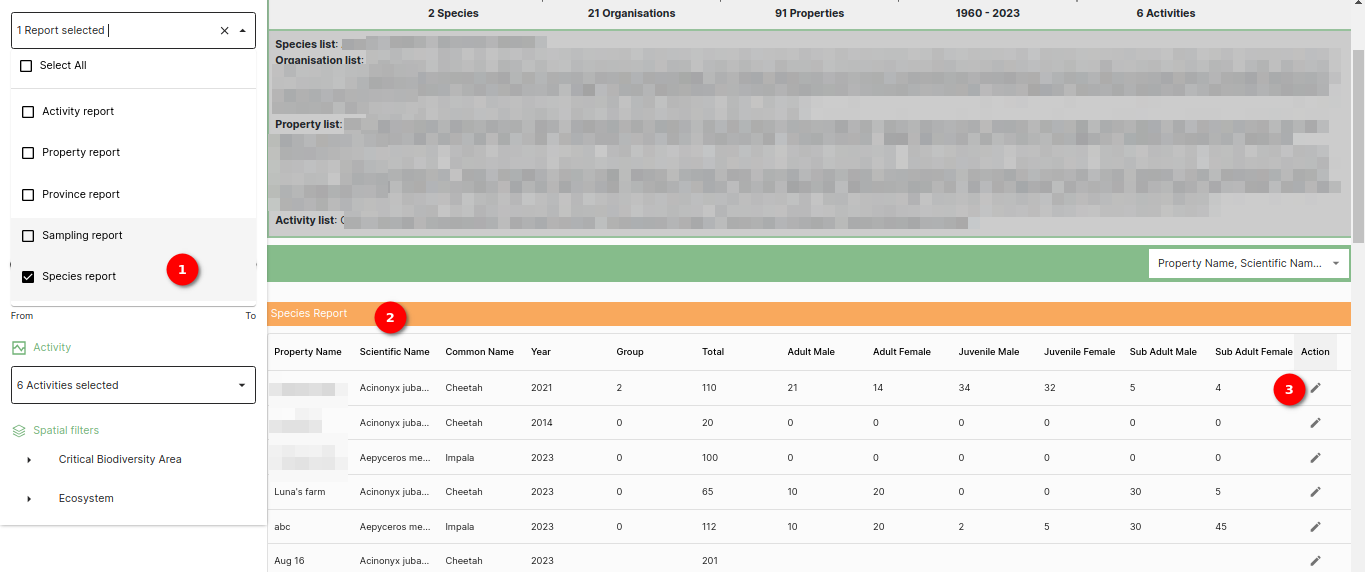 1 Report selected
Select All
Activity report
Property report
Province report
Sampling report
Species report
1
From To
Activity
6 Activities selected
Spatial filters
Critical Biodiversity Area
Ecosystem
2 Species 21 Organisations 91 Properties 1960 - 2023 6 Activities
Species list:
Organisation list:
Property list:
Activity list:
Property Name, Scientific Nam...
Species Report 2
Property Name Scientific Name Common Name Year Group Total Adult Male Adult Female Juvenile Male Juvenile Female Sub Adult Male Sub Adult Female Action
Acinonyx juba... Cheetah 2021 2 110 21 14 34 32 5 4 3
Acinonyx juba... Cheetah 2014 0 20 0 0 0 0 0 0
Aepyceros me... Impala 2023 0 100 0 0 0 0 0 0
Luna's farm Acinonyx juba... Cheetah 2023 0 65 10 20 0 0 30 5
abc Aepyceros me... Impala 2023 0 112 10 20 2 5 30 45
Aug 16 Acinonyx juba... Cheetah 2023 201